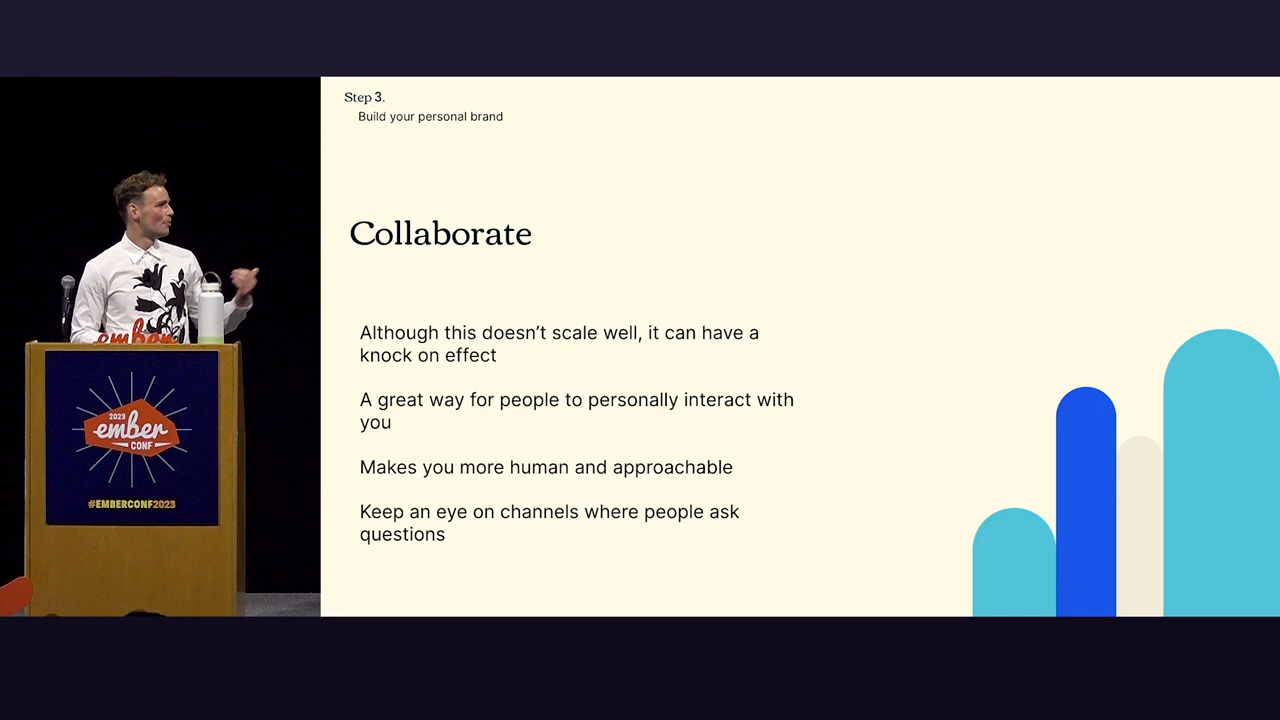 Step 3.
Build your personal brand
Collaborate
Although this doesn’t scale well, it can have a
knock on effect
A great way for people to personally interact with
you
Makes you more human and approachable
Keep an eye on channels where people ask
questions
ember
2023
ember
CONF
#EMBERCONF2023